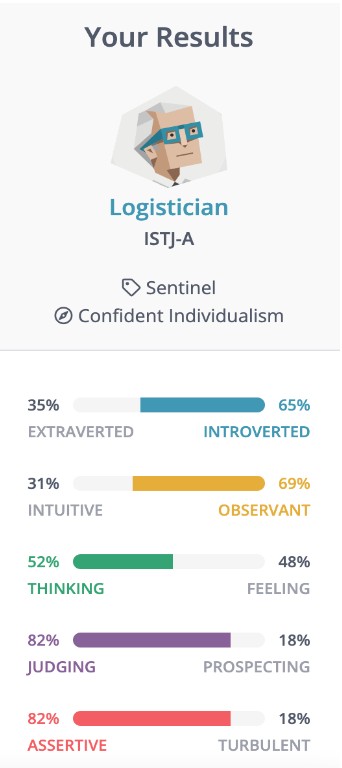 Your Results
Logistician
ISTJ-A
Sentinel
Confident Individualism
35% 65%
EXTRAVERTED INTROVERTED
31% 69%
INTUITIVE OBSERVANT
52% 48%
THINKING FEELING
82% 18%
JUDGING PROSPECTING
82% 18%
ASSERTIVE TURBULENT